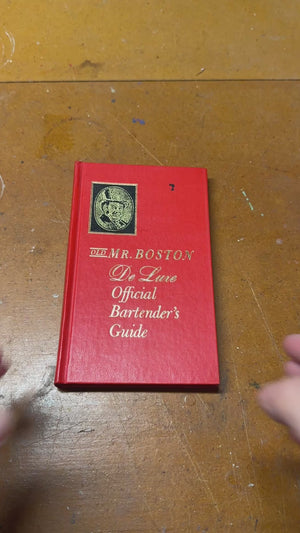 OLD MR. BOSTON
De Luxe
Official
Bartender's
Guide